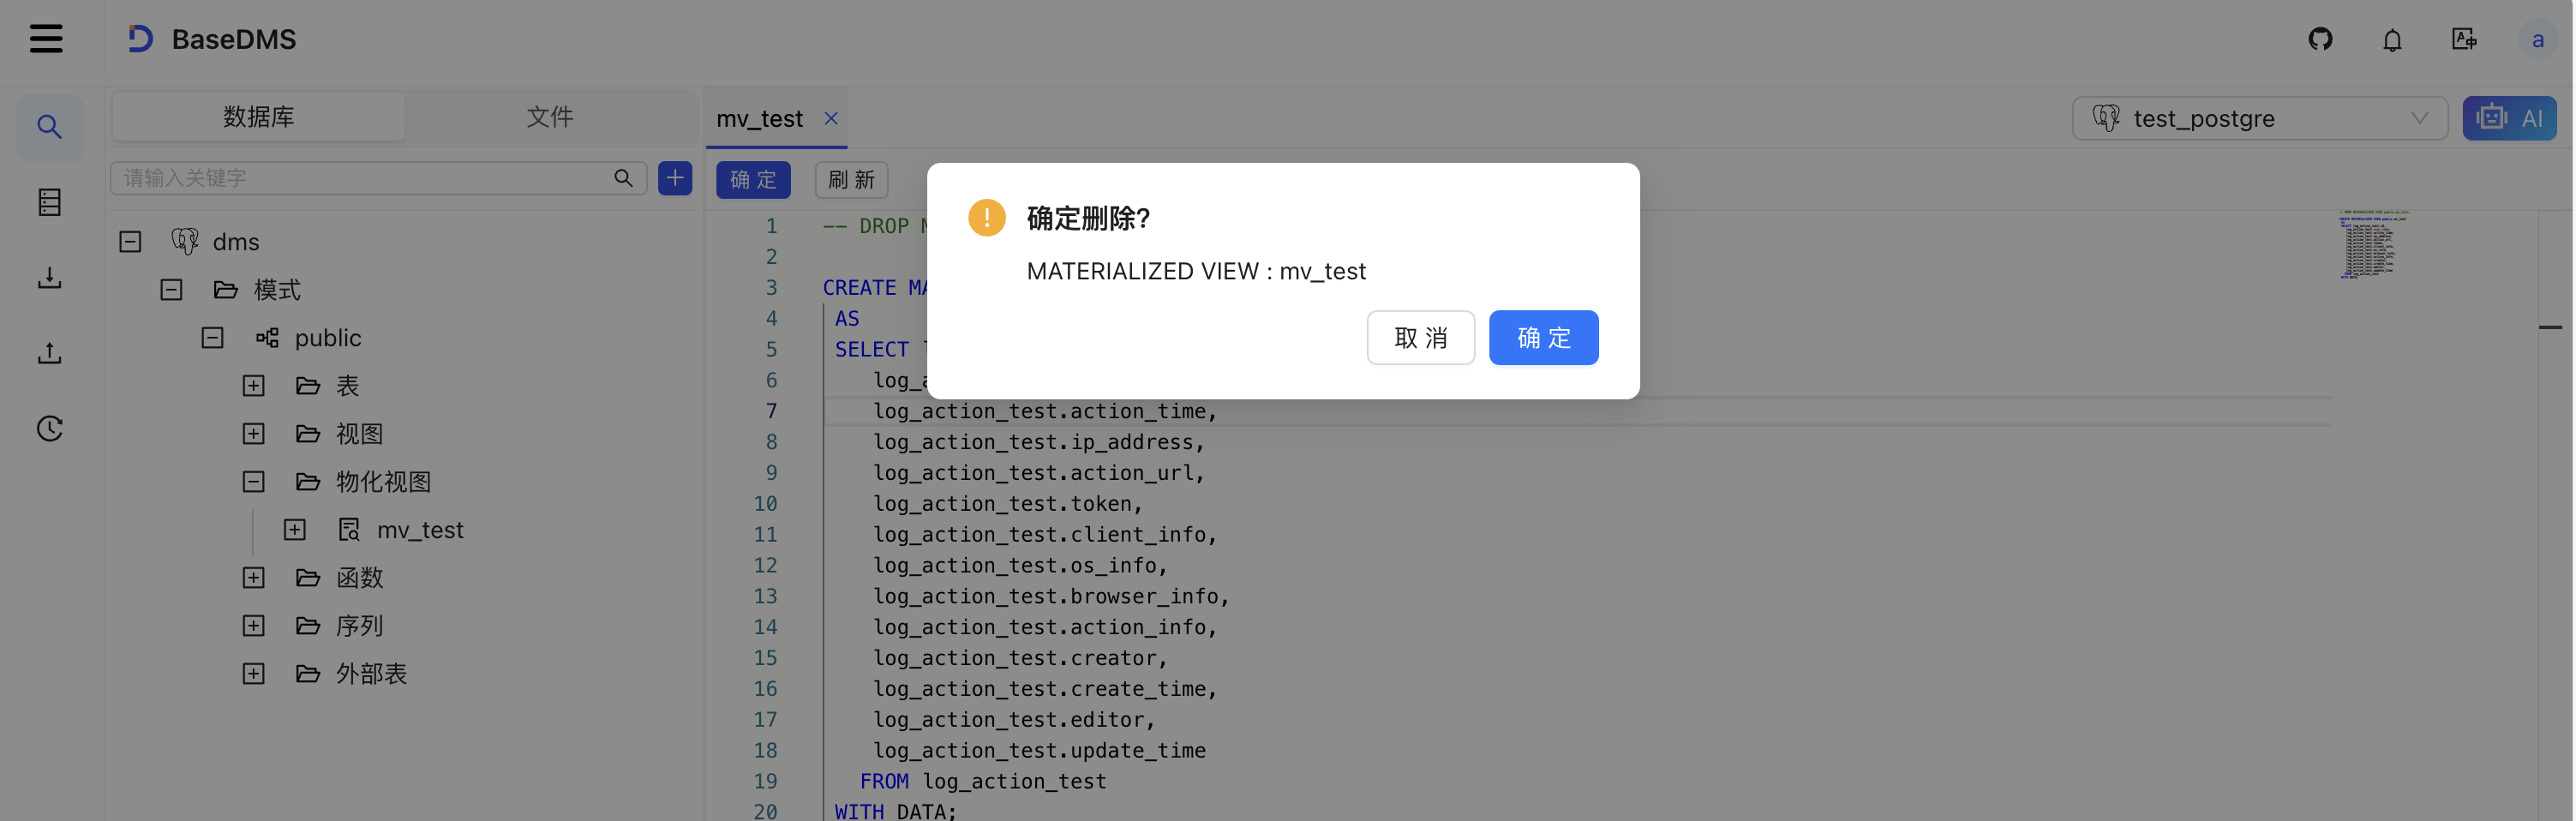 BaseDMS
a
数据库
文件
请输入关键字
dms
模式
public
表
视图
物化视图
mv_test
函数
序列
外部表
mv_test
test_postgre
AI
确 定
刷 新
1 -- DROP
2
3 CREATE
4 AS
5 SELECT
6
7 log_action_test.action_time,
8 log_action_test.ip_address,
9 log_action_test.action_url,
10 log_action_test.token,
11 log_action_test.client_info,
12 log_action_test.os_info,
13 log_action_test.browser_info,
14 log_action_test.action_info,
15 log_action_test.creator,
16 log_action_test.create_time,
17 log_action_test.editor,
18 log_action_test.update_time
19 FROM log_action_test
20 WITH DATA;
确定删除?
MATERIALIZED VIEW : mv_test
取 消
确 定